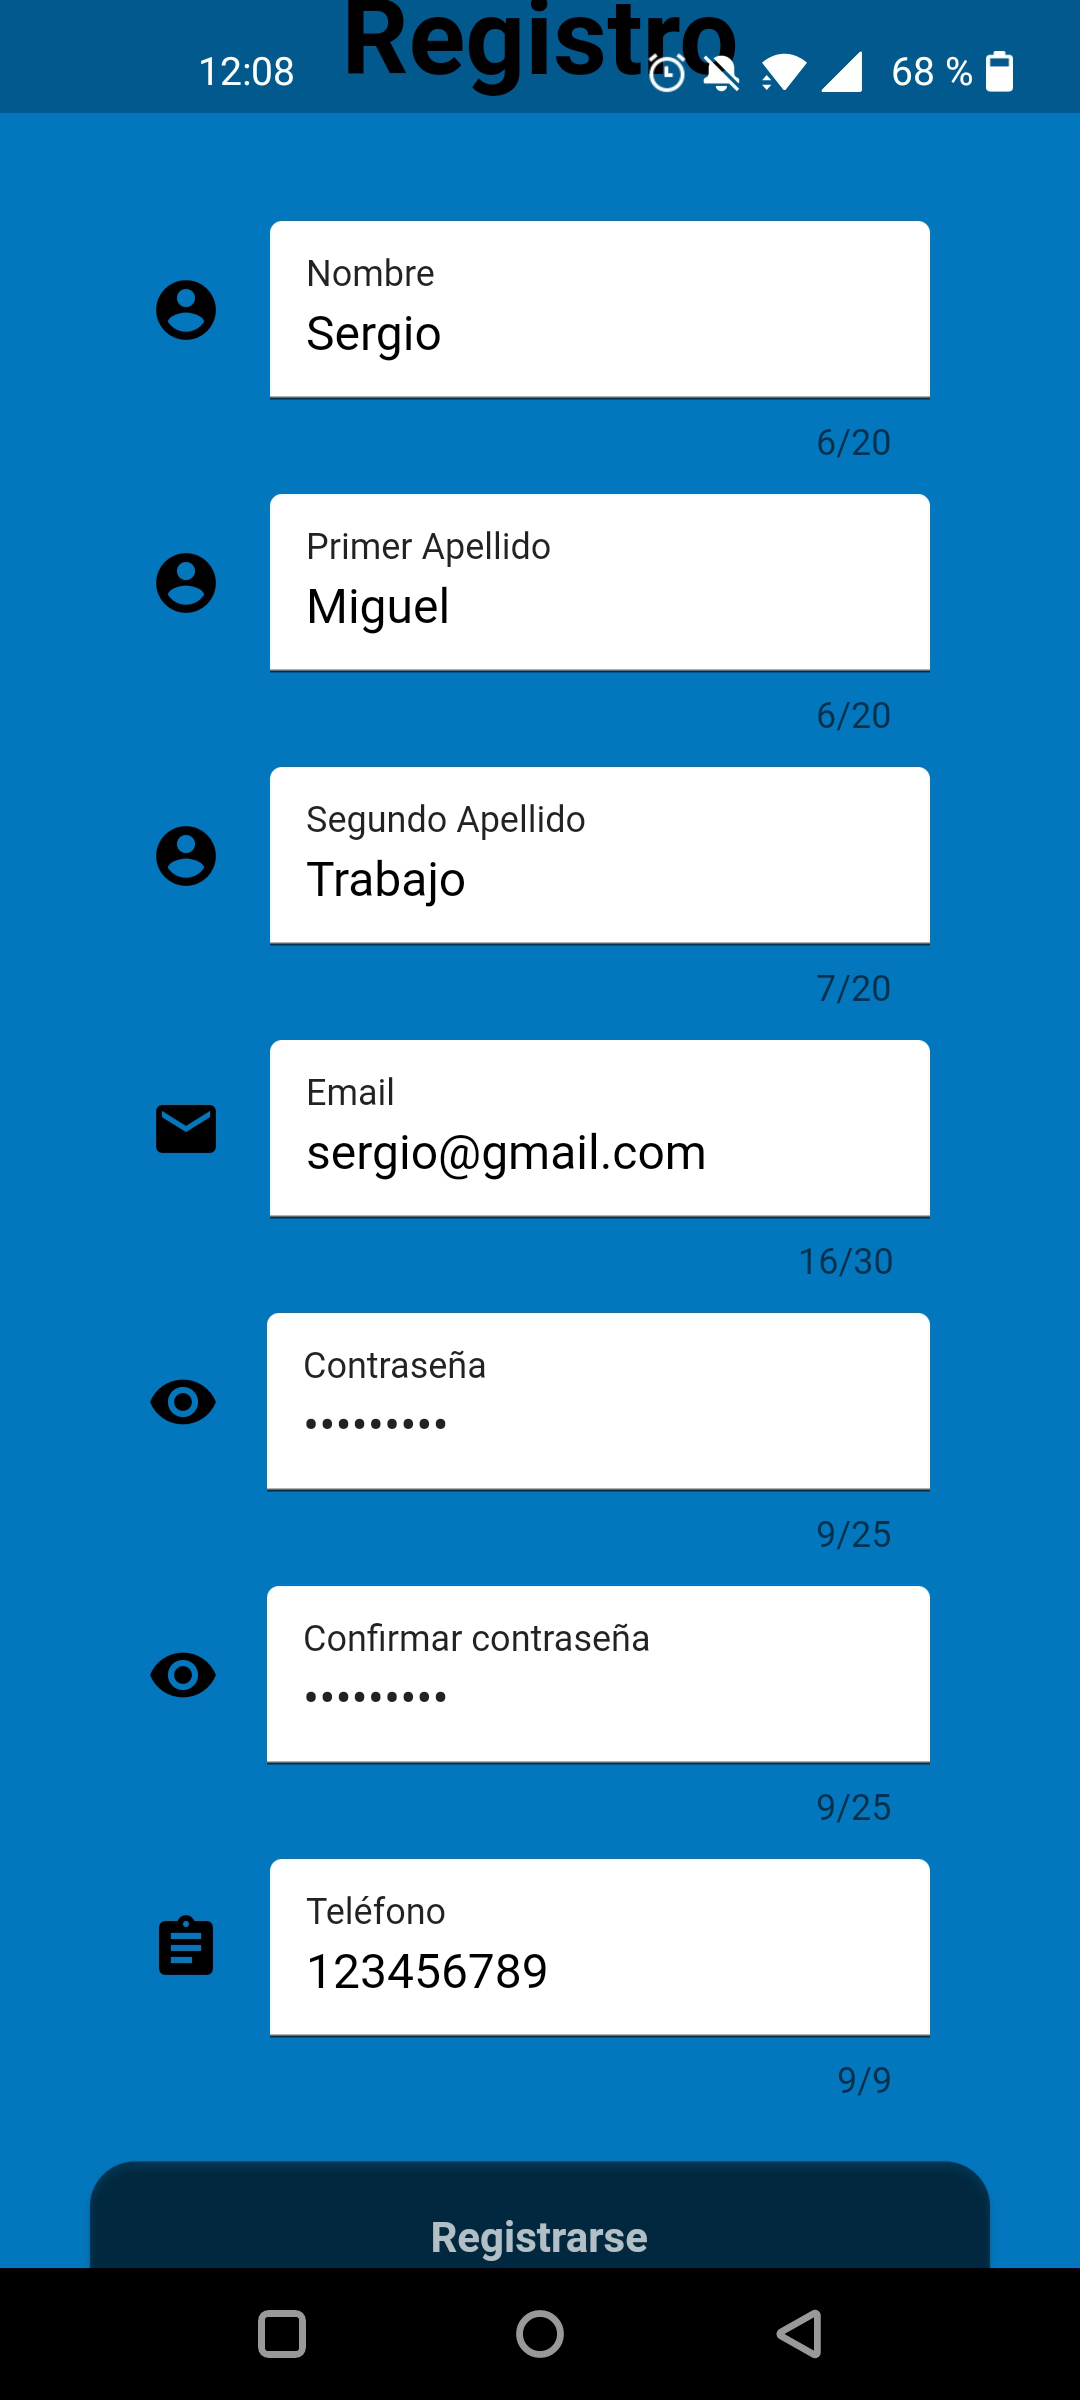 Registro
12:08 68 %
Nombre
Sergio
6/20
Primer Apellido
Miguel
6/20
Segundo Apellido
Trabajo
7/20
Email
sergio@gmail.com
16/30
Contraseña
•••••••••
9/25
Confirmar contraseña
•••••••••
9/25
Teléfono
123456789
9/9
Registrarse